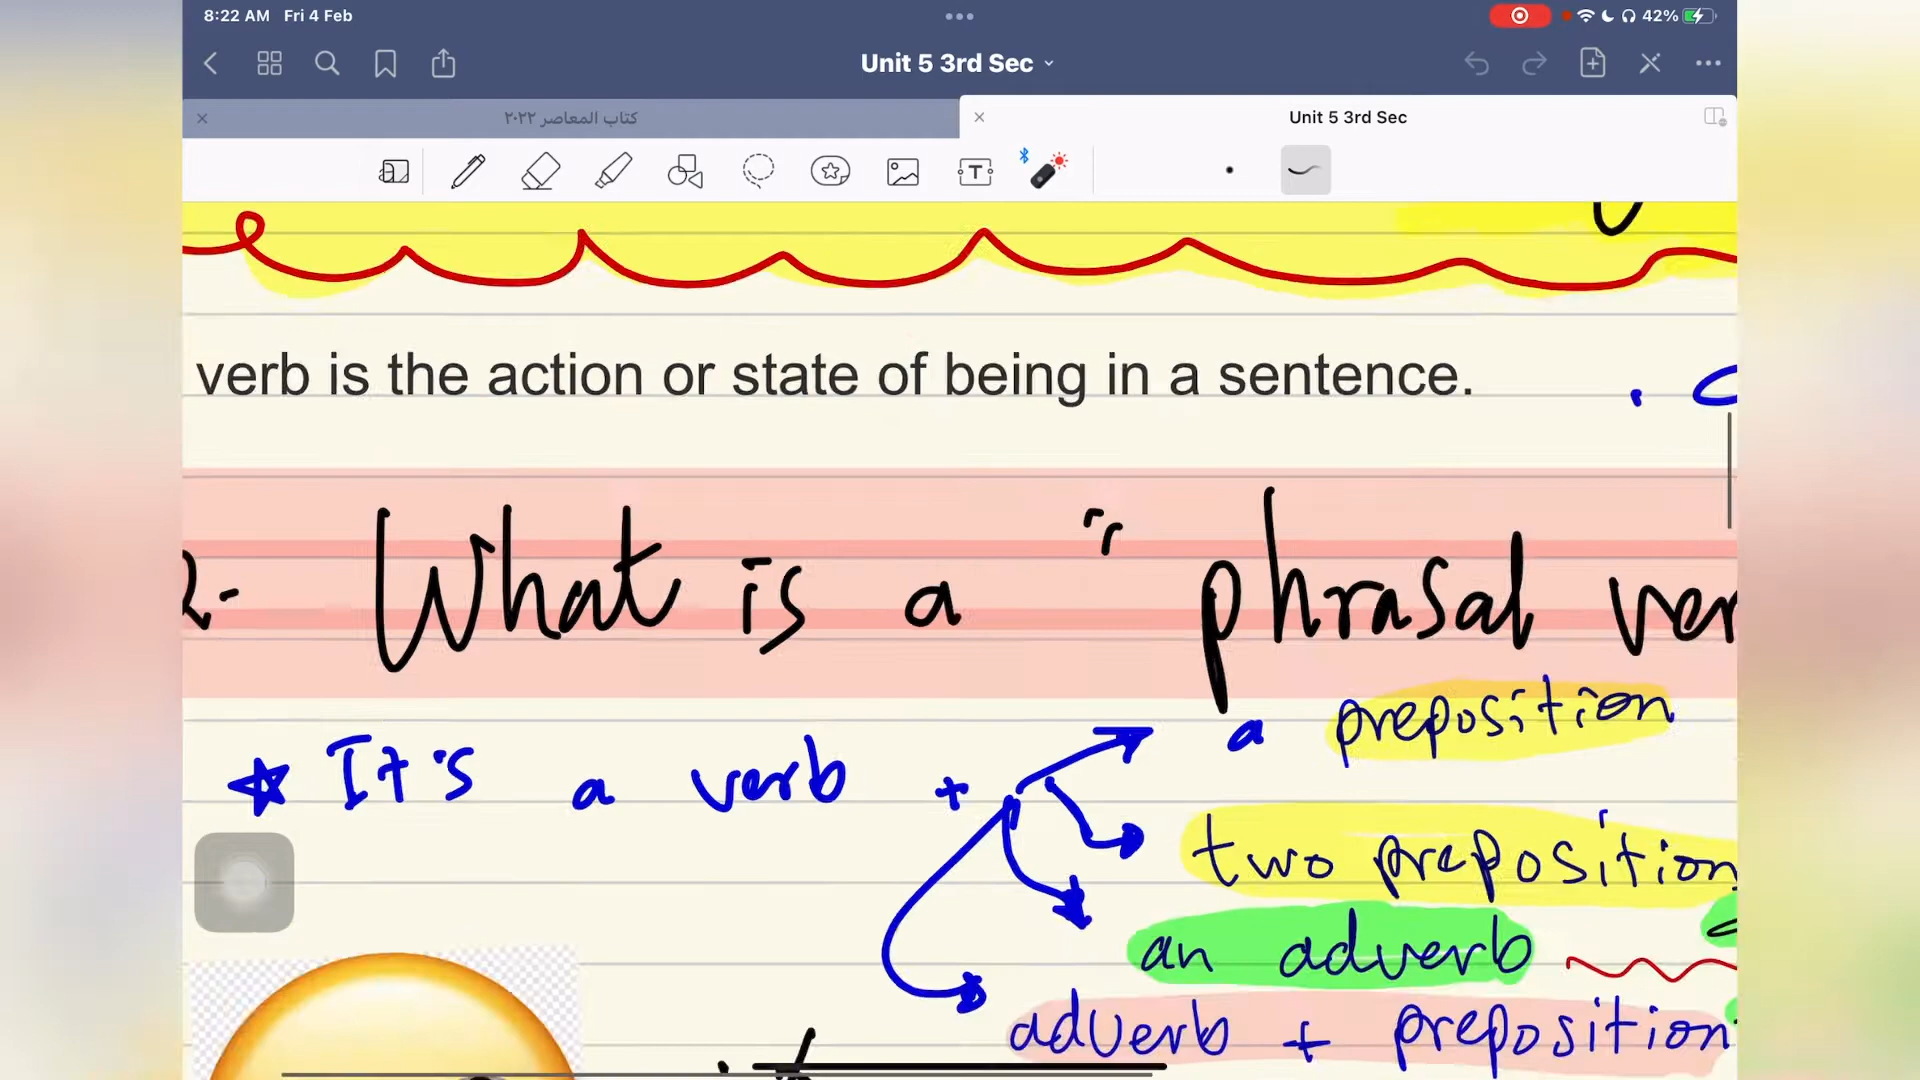 8:22 AM Fri 4 Feb
42%
Unit 5 3rd Sec
كتاب المعاصر ٢٠٢٢
Unit 5 3rd Sec
verb is the action or state of being in a sentence.
2- What is a " phrasal ver
a preposition
☆ It's a verb +
two preposition
an adverb
adverb + preposition